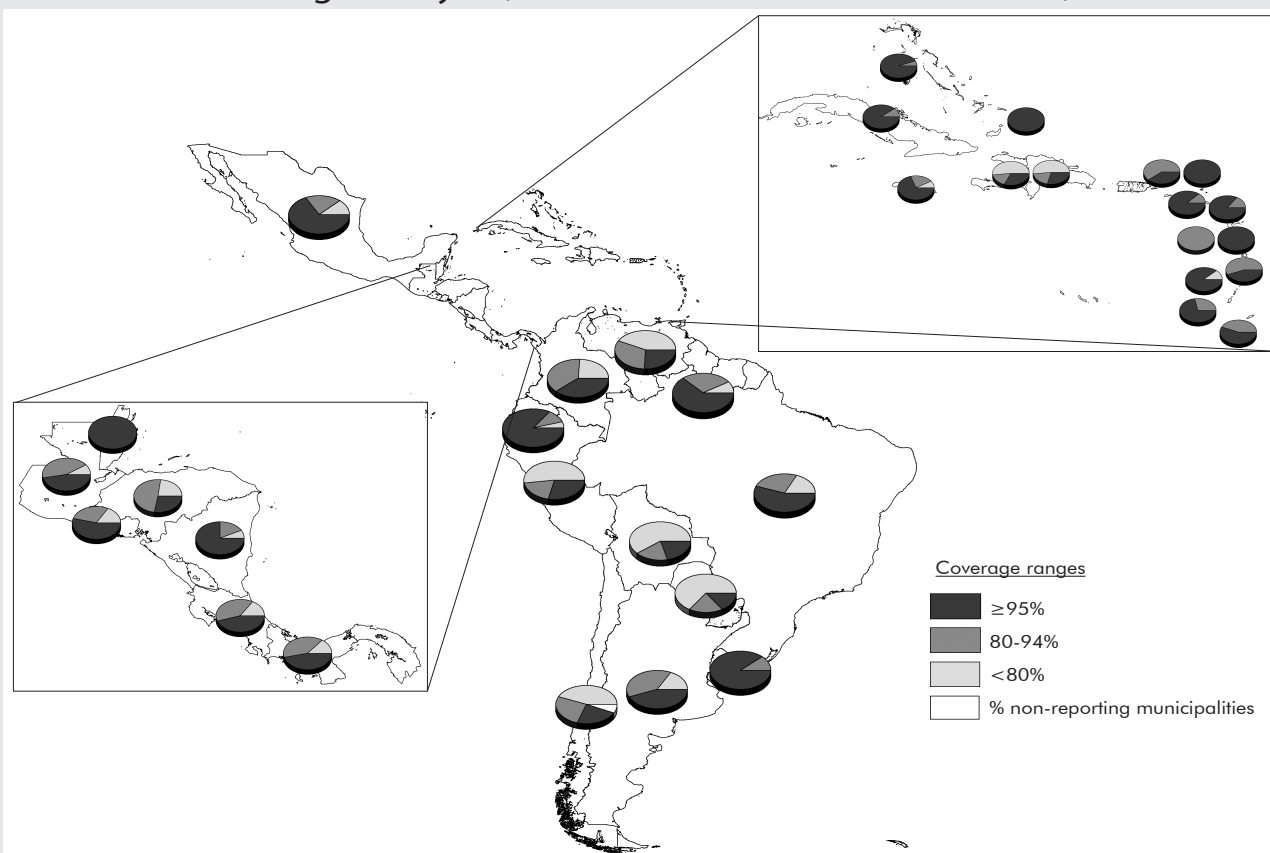 Coverage ranges
≥95%
80-94%
<80%
% non-reporting municipalities